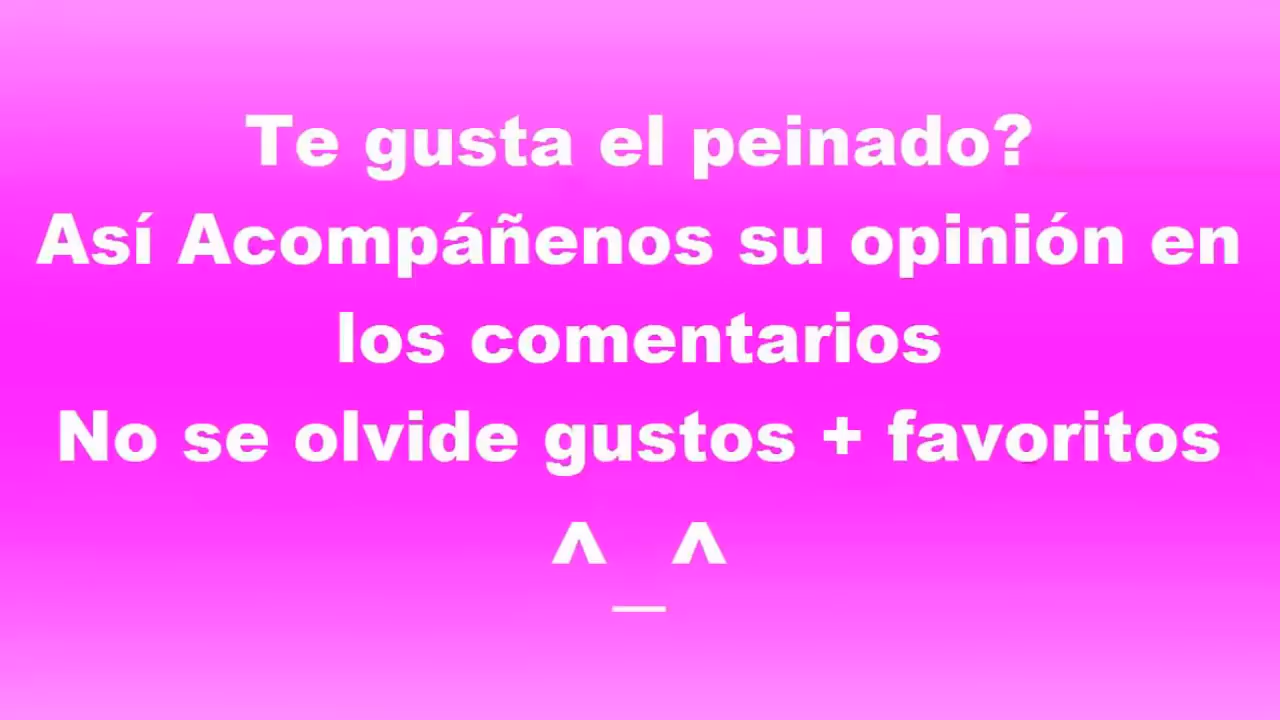 Te gusta el peinado?
Así Acompáñenos su opinión en
los comentarios
No se olvide gustos + favoritos
^_^